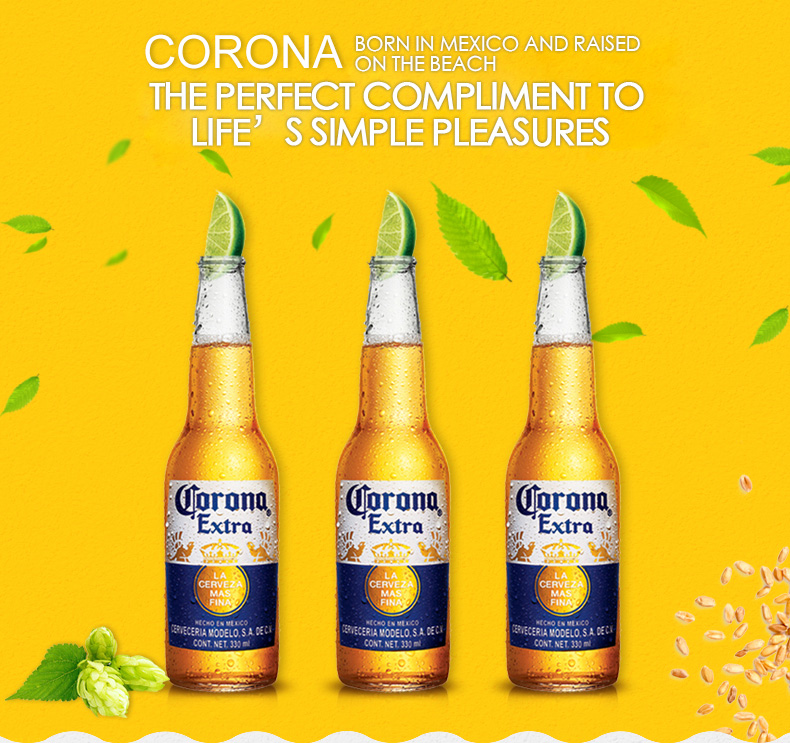 CORONA
BORN IN MEXICO AND RAISED
ON THE BEACH
THE PERFECT COMPLIMENT TO
LIFE’S SIMPLE PLEASURES
Corona®
Extra
LA
CERVEZA
MAS
FINA
HECHO EN MÉXICO
CERVECERIA MODELO, S.A. DE C.V.
CONT. NET. 330 ml
Corona®
Extra
LA
CERVEZA
MAS
FINA
HECHO EN MÉXICO
CERVECERIA MODELO, S.A. DE C.V.
CONT. NET. 330 ml
Corona®
Extra
LA
CERVEZA
MAS
FINA
HECHO EN MÉXICO
CERVECERIA MODELO, S.A. DE C.V.
CONT. NET. 330 ml